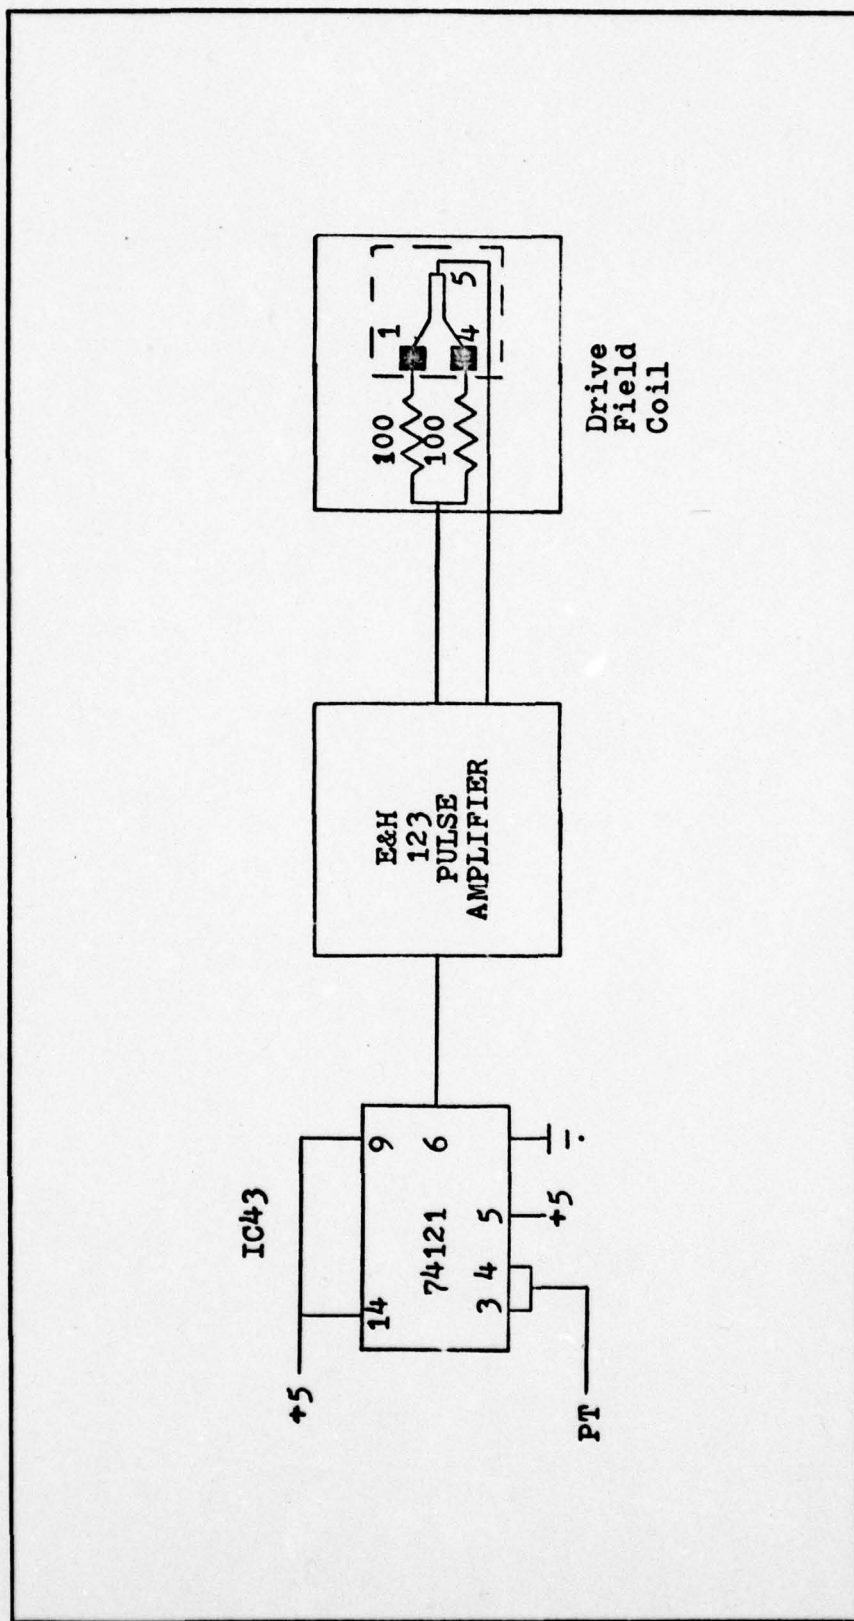 IC43
+5
14
9
74121
6
3
4
5
+5
PT
E&H
123
PULSE
AMPLIFIER
100
100
1
4
5
Drive
Field
Coil